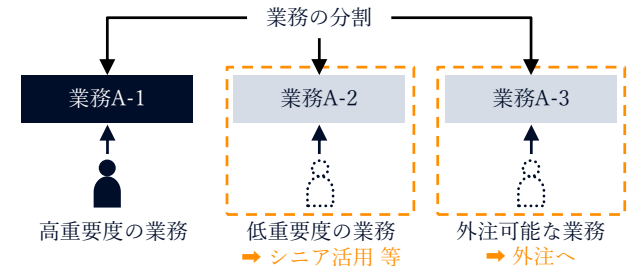 業務の分割
業務A-1
業務A-2
業務A-3
高重要度の業務
低重要度の業務
➡ シニア活用 等
外注可能な業務
➡ 外注へ